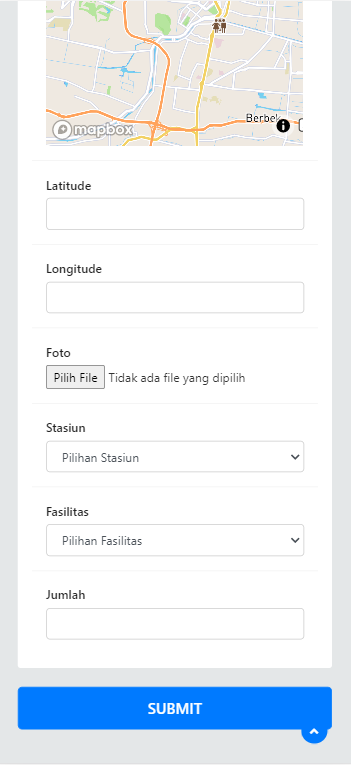 Berbek
mapbox
Latitude
Longitude
Foto
Pilih File Tidak ada file yang dipilih
Stasiun
Pilihan Stasiun
Fasilitas
Pilihan Fasilitas
Jumlah
SUBMIT